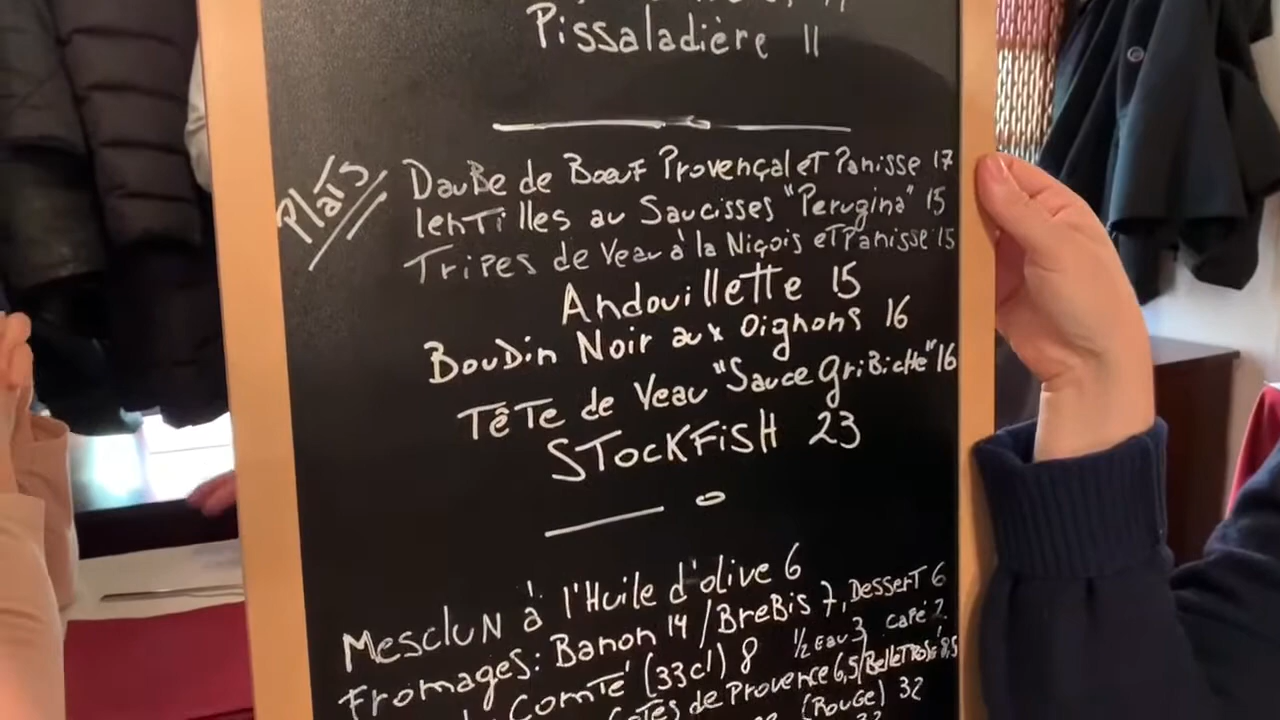 Pissaladière 11
Plats
Daube de Bœuf Provençal et Panisse 17
lentilles au Saucisses "Perugina" 15
Tripes de Veau à la Niçois et Panisse 15
Andouillette 15
Boudin Noir aux Oignons 16
Tête de Veau "Sauce GriBiche" 16
STOCKFiSH 23
Mesclun à l'Huile d'olive 6
Fromages: Banon 14 / BreBis 7, Dessert 6
Comté (33cl) 8 1/2 Eau 3 café 2
de Provence 6,5/ 8,5
(Rouge) 32